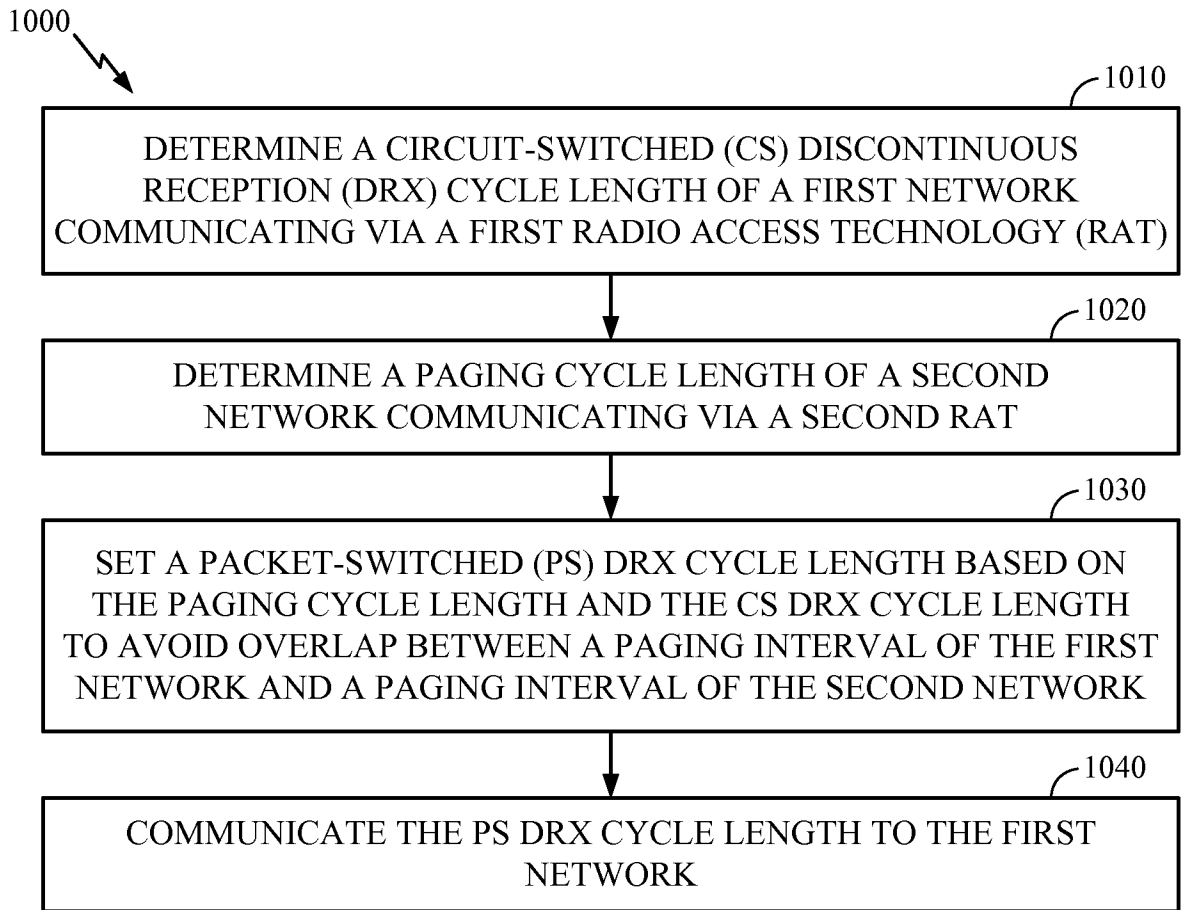 1000
1010
DETERMINE A CIRCUIT-SWITCHED (CS) DISCONTINUOUS
RECEPTION (DRX) CYCLE LENGTH OF A FIRST NETWORK
COMMUNICATING VIA A FIRST RADIO ACCESS TECHNOLOGY (RAT)
1020
DETERMINE A PAGING CYCLE LENGTH OF A SECOND
NETWORK COMMUNICATING VIA A SECOND RAT
1030
SET A PACKET-SWITCHED (PS) DRX CYCLE LENGTH BASED ON
THE PAGING CYCLE LENGTH AND THE CS DRX CYCLE LENGTH
TO AVOID OVERLAP BETWEEN A PAGING INTERVAL OF THE FIRST
NETWORK AND A PAGING INTERVAL OF THE SECOND NETWORK
1040
COMMUNICATE THE PS DRX CYCLE LENGTH TO THE FIRST
NETWORK